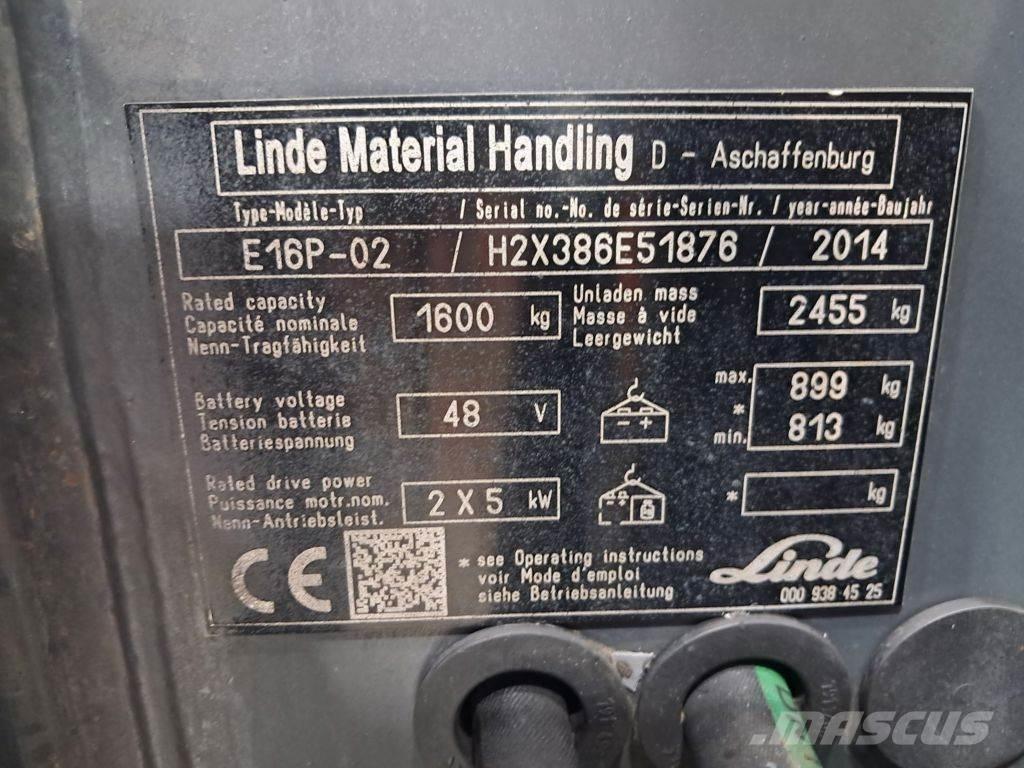 Linde Material Handling D - Aschaffenburg
Type-Modèle-Typ / Serial no.-No. de série-Serien-Nr. / year-année-Baujahr
E16P-02 / H2X386E51876 / 2014
Rated capacity
Capacité nominale
Nenn-Tragfähigkeit
1600 kg
Unladen mass
Masse à vide
Leergewicht
2455 kg
Battery voltage
Tension batterie
Batteriespannung
48 V
- +
max. 899 kg
*
min. 813 kg
Rated drive power
Puissance motr.nom.
Nenn-Antriebsleist.
2 X 5 kW
- +
* kg
CE
* see Operating instructions
voir Mode d'emploi
siehe Betriebsanleitung
Linde
000 938 45 25
MASCUS